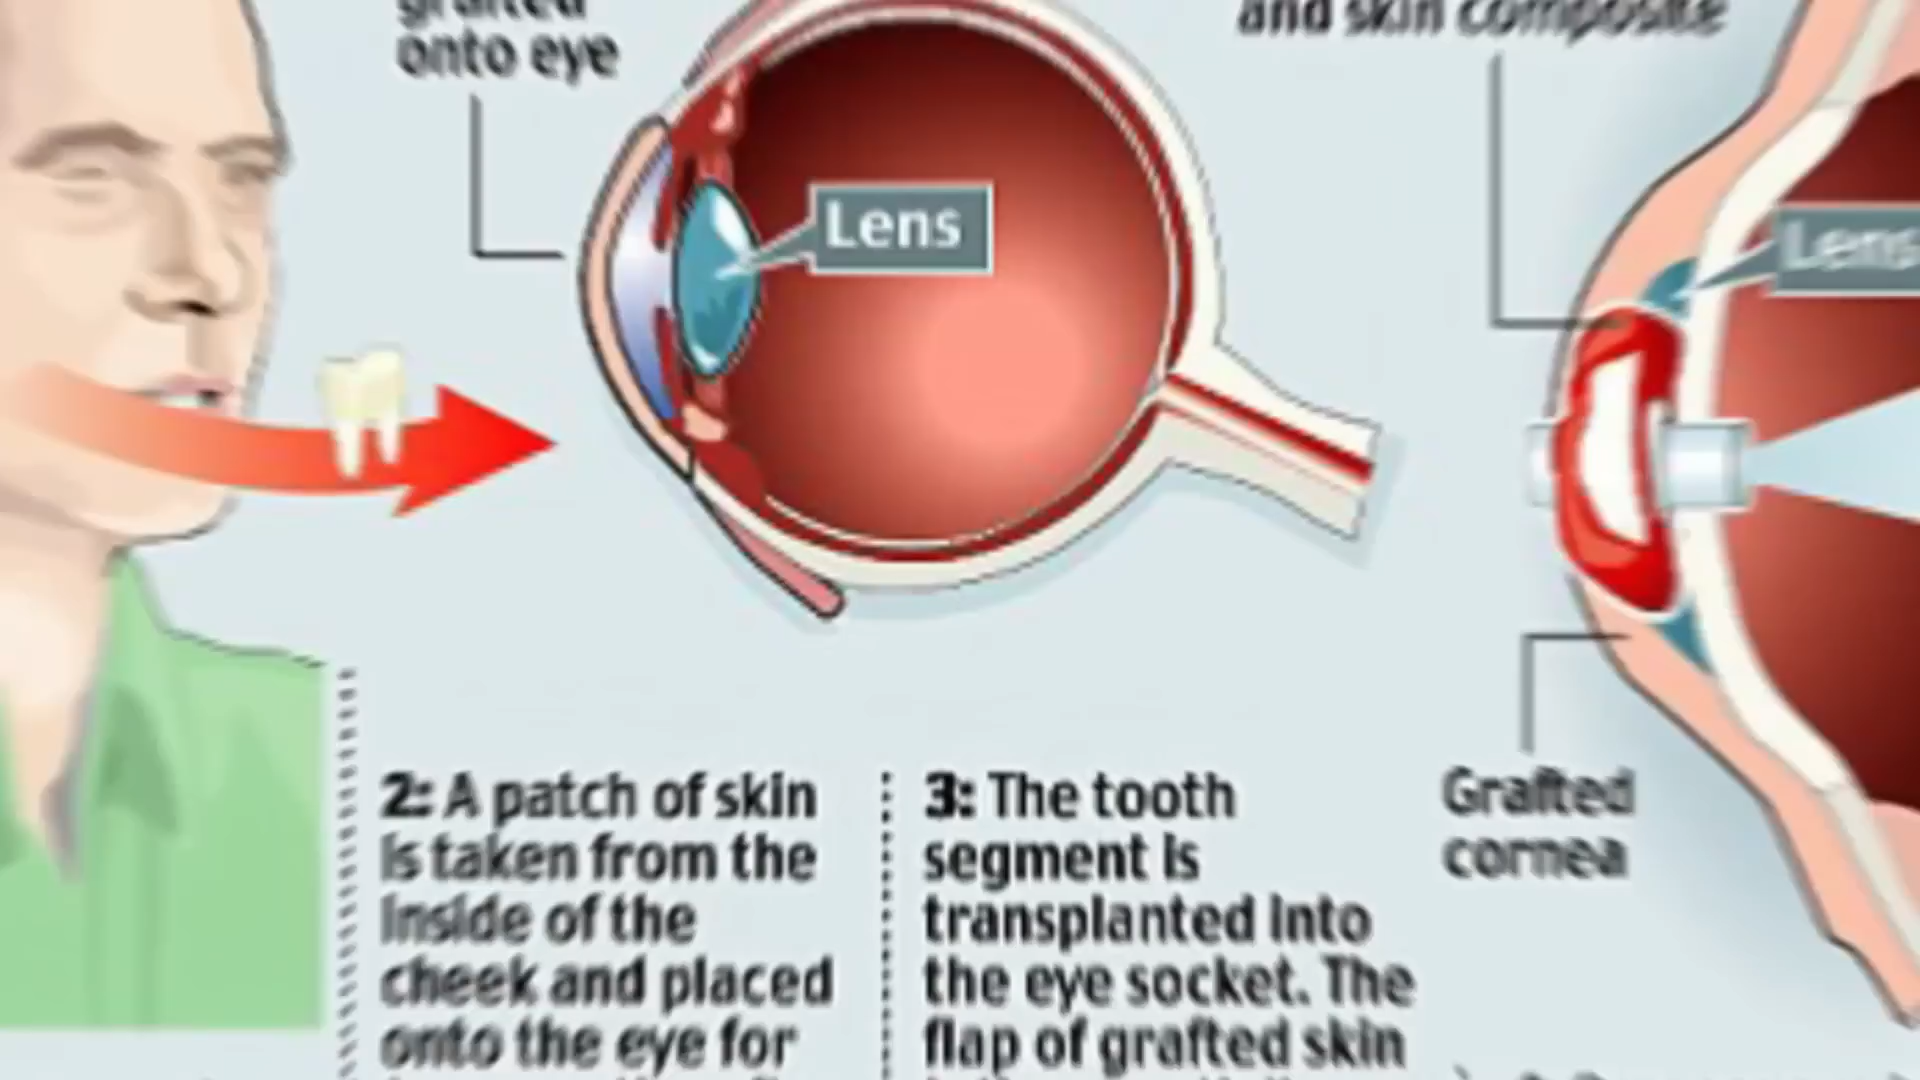 grafted
onto eye
and skin composite
Lens
Lens
2: A patch of skin
is taken from the
inside of the
cheek and placed
onto the eye for
3: The tooth
segment is
transplanted into
the eye socket. The
flap of grafted skin
Grafted
cornea